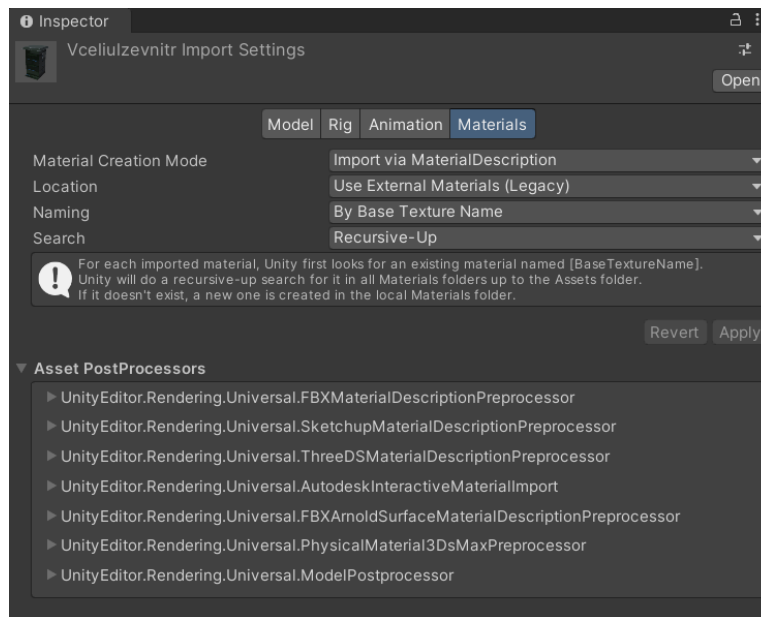 Inspector
Vceliulzevnitr Import Settings
Open
Model Rig Animation Materials
Material Creation Mode Import via MaterialDescription
Location Use External Materials (Legacy)
Naming By Base Texture Name
Search Recursive-Up
For each imported material, Unity first looks for an existing material named [BaseTextureName].
Unity will do a recursive-up search for it in all Materials folders up to the Assets folder.
If it doesn't exist, a new one is created in the local Materials folder.
Revert Apply
Asset PostProcessors
UnityEditor.Rendering.Universal.FBXMaterialDescriptionPreprocessor
UnityEditor.Rendering.Universal.SketchupMaterialDescriptionPreprocessor
UnityEditor.Rendering.Universal.ThreeDSMaterialDescriptionPreprocessor
UnityEditor.Rendering.Universal.AutodeskInteractiveMaterialImport
UnityEditor.Rendering.Universal.FBXArnoldSurfaceMaterialDescriptionPreprocessor
UnityEditor.Rendering.Universal.PhysicalMaterial3DsMaxPreprocessor
UnityEditor.Rendering.Universal.ModelPostprocessor